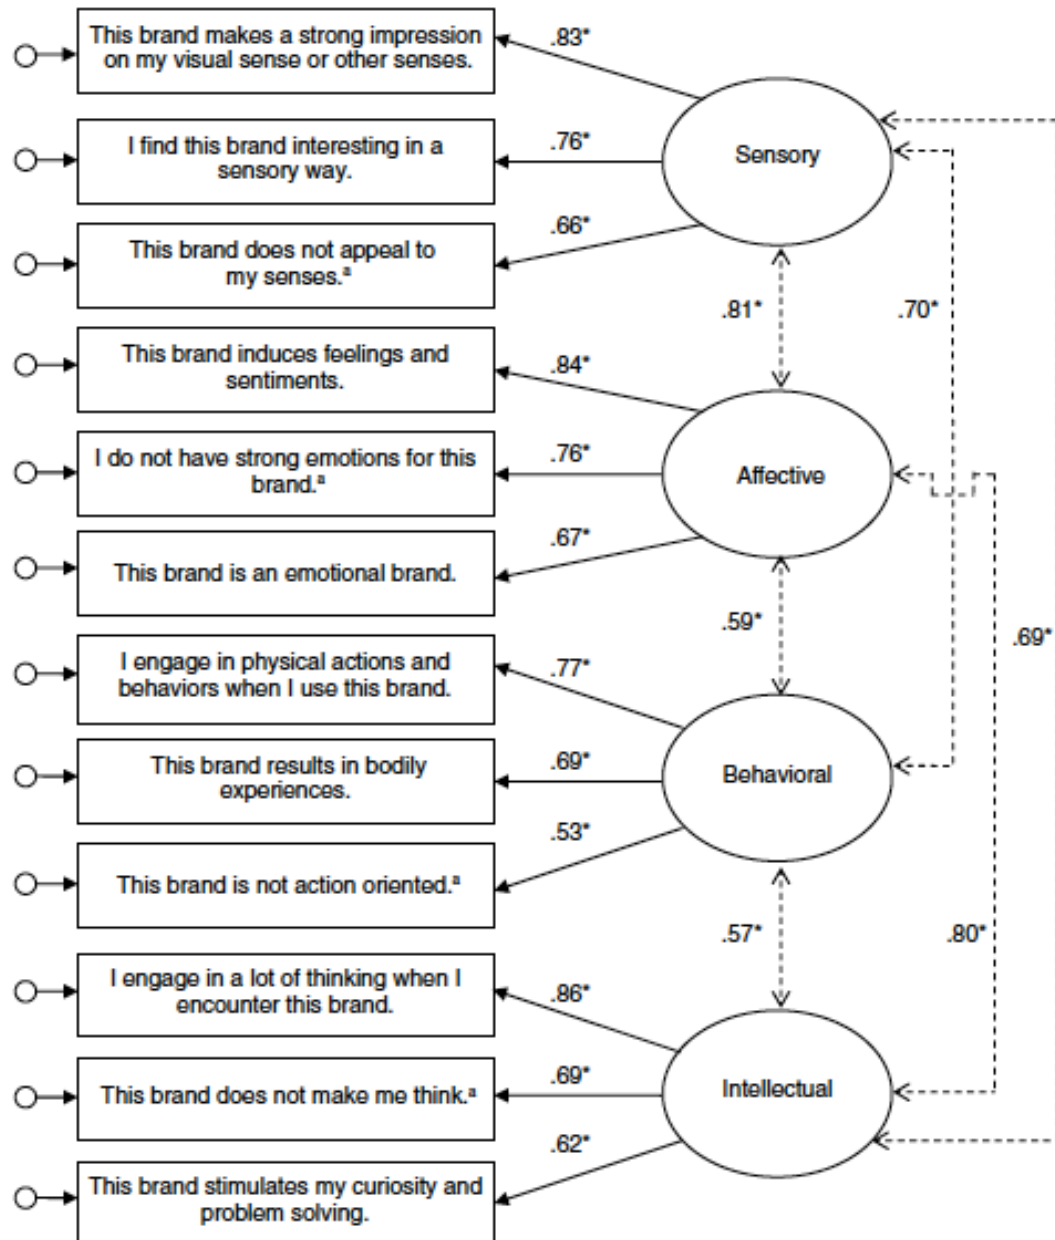 This brand makes a strong impression
on my visual sense or other senses.
.83*
I find this brand interesting in a
sensory way.
.76*
Sensory
This brand does not appeal to
my senses.ª
.66*
.81*
.70*
This brand induces feelings and
sentiments.
.84*
I do not have strong emotions for this
brand.ª
.76*
Affective
This brand is an emotional brand.
.67*
.59*
.69*
I engage in physical actions and
behaviors when I use this brand.
.77*
This brand results in bodily
experiences.
.69*
Behavioral
This brand is not action oriented.ª
.53*
.57*
.80*
I engage in a lot of thinking when I
encounter this brand.
.86*
This brand does not make me think.ª
.69*
Intellectual
This brand stimulates my curiosity and
problem solving.
.62*